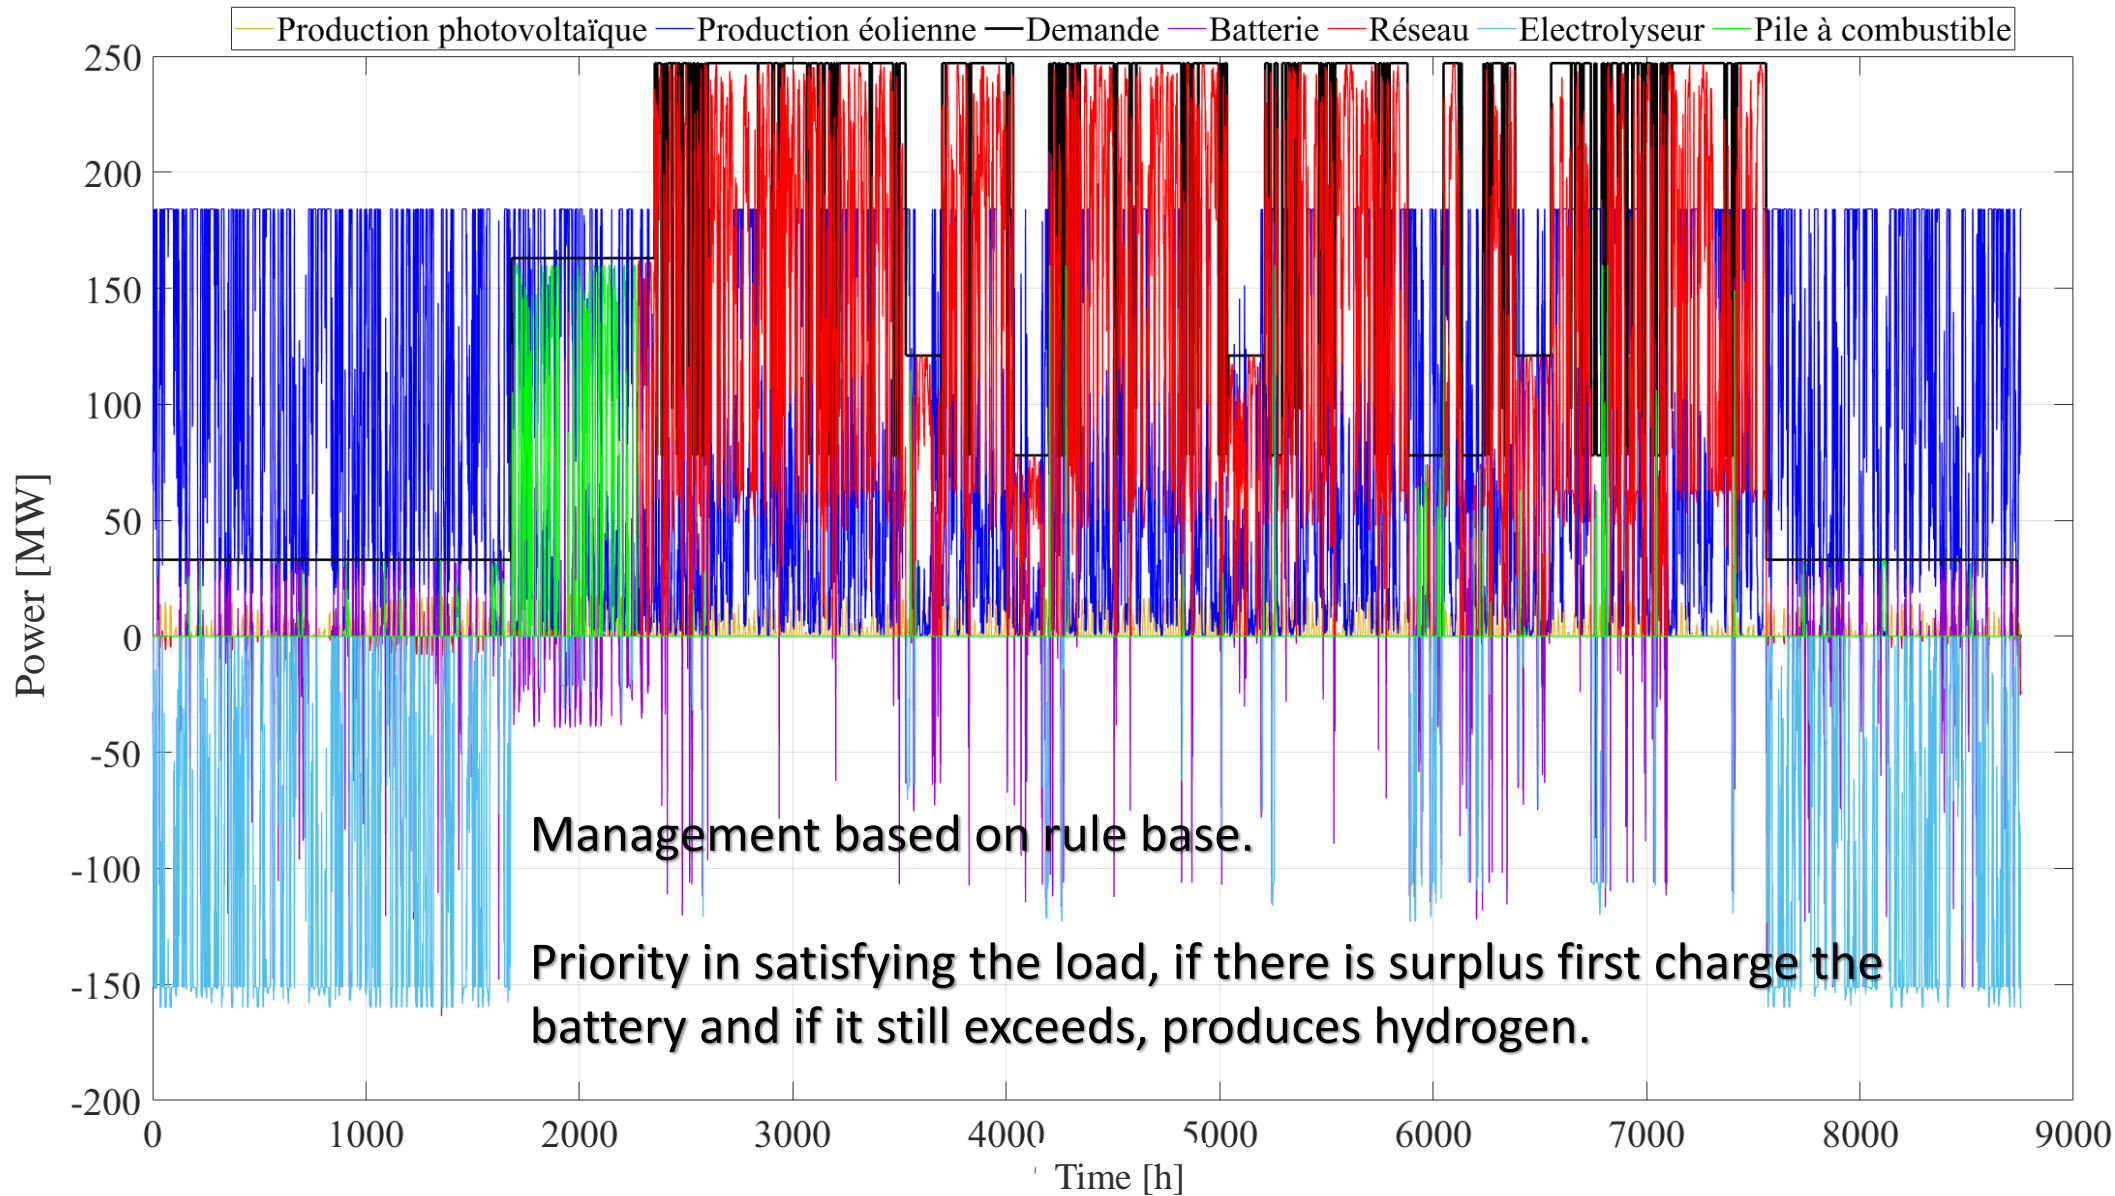 Production photovoltaïque Production éolienne Demande Batterie Réseau Electrolyseur Pile à combustible
250
200
150
100
50
0
-50
-100
-150
-200
Power [MW]
Management based on rule base.
Priority in satisfying the load, if there is surplus first charge the
battery and if it still exceeds, produces hydrogen.
0 1000 2000 3000 4000 5000 6000 7000 8000 9000
Time [h]